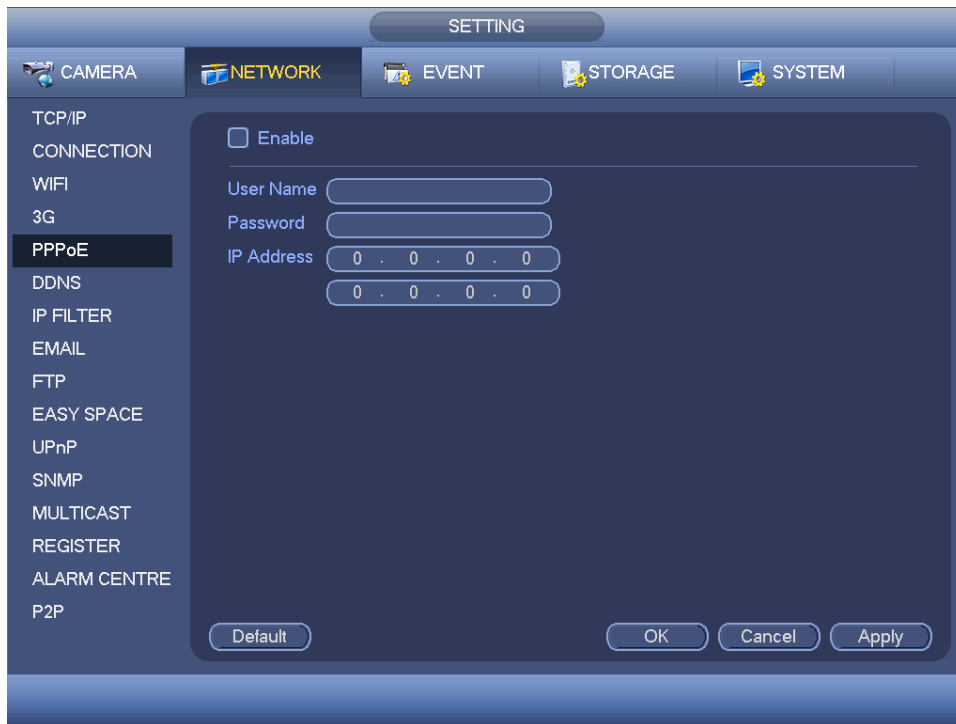 SETTING
CAMERA NETWORK EVENT STORAGE SYSTEM
TCP/IP
CONNECTION
WIFI
3G
PPPoE
DDNS
IP FILTER
EMAIL
FTP
EASY SPACE
UPnP
SNMP
MULTICAST
REGISTER
ALARM CENTRE
P2P
Enable
User Name
Password
IP Address 0 . 0 . 0 . 0
0 . 0 . 0 . 0
Default OK Cancel Apply